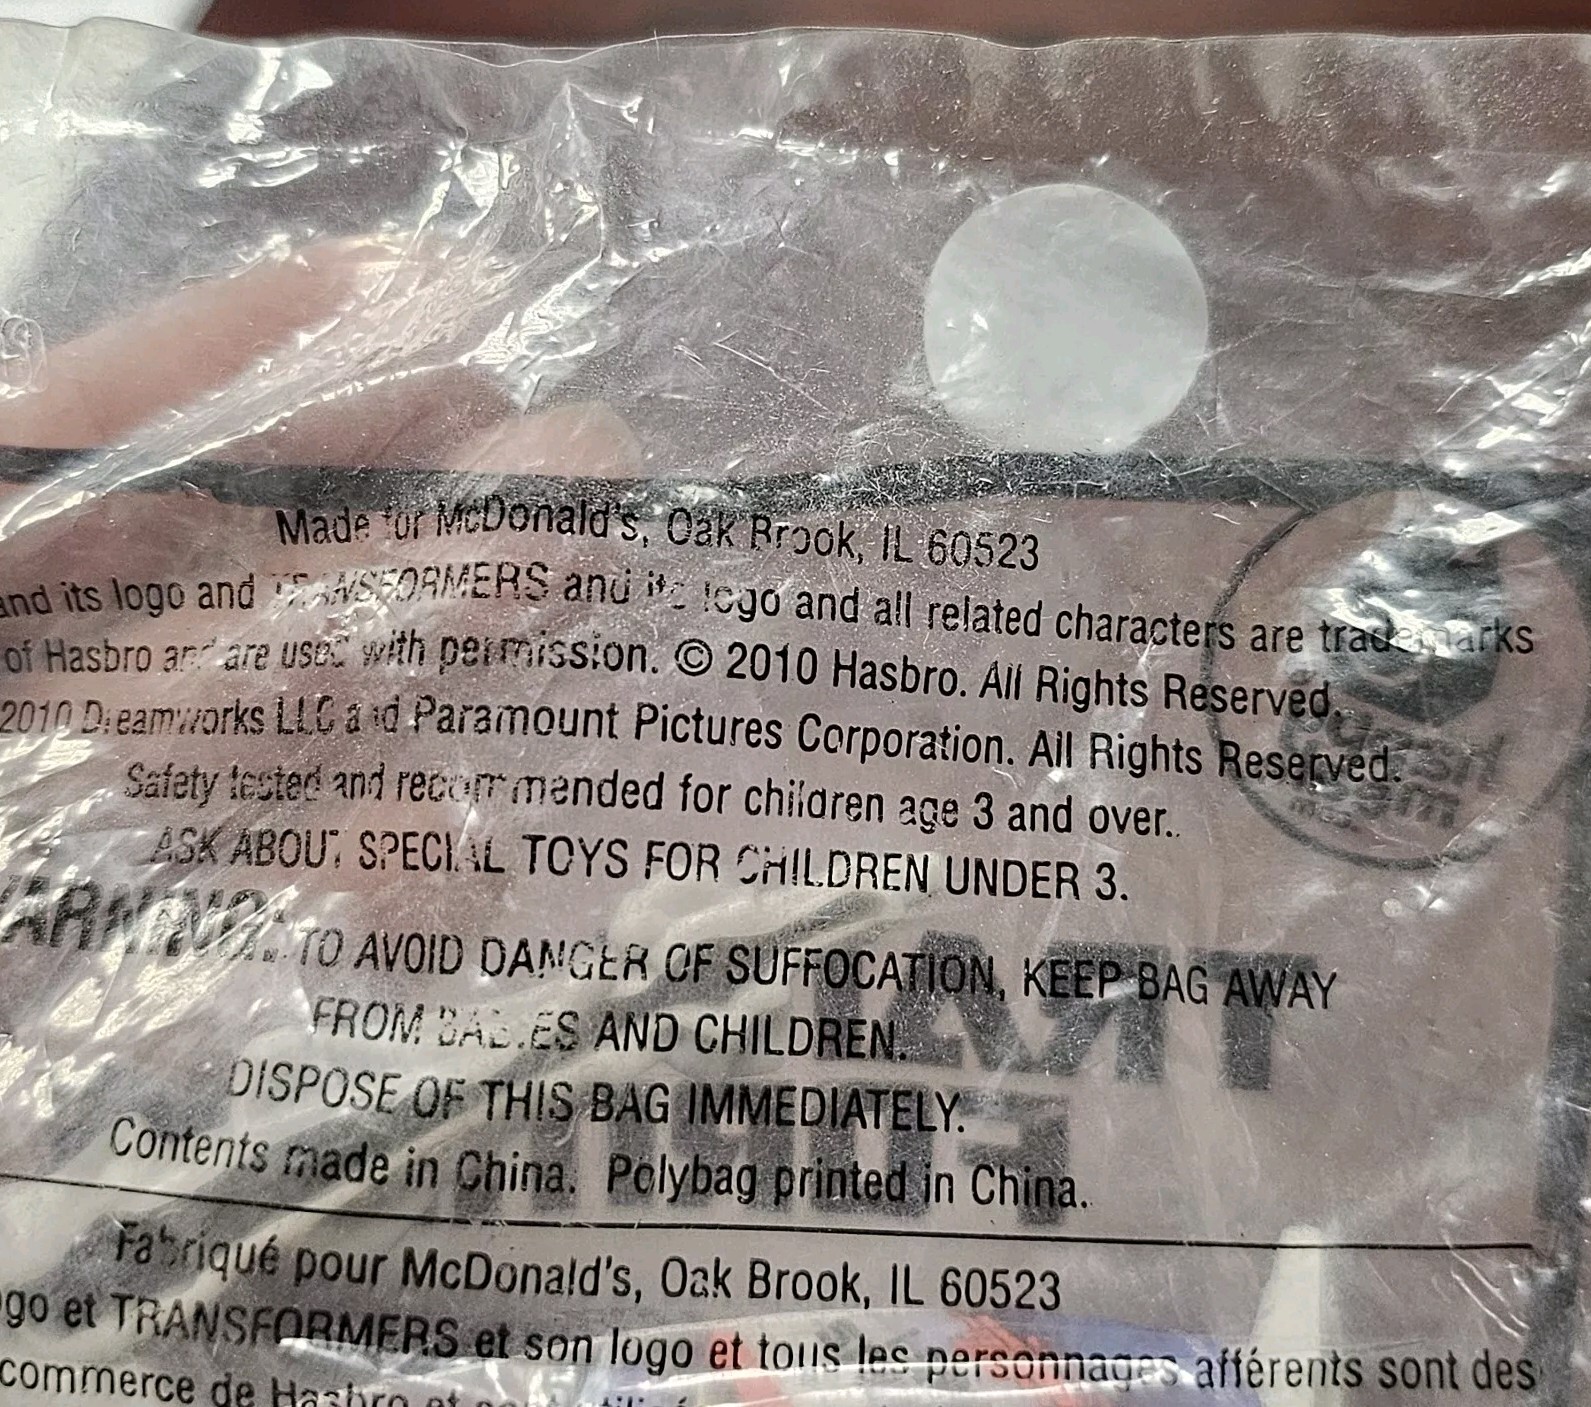 Made for McDonald's, Oak Brook, IL 60523
and its logo and TRANSFORMERS and its logo and all related characters are trademarks
of Hasbro and are used with permission. © 2010 Hasbro. All Rights Reserved.
2010 Dreamworks LLC and Paramount Pictures Corporation. All Rights Reserved.
Safety tested and recommended for children age 3 and over..
ASK ABOUT SPECIAL TOYS FOR CHILDREN UNDER 3.
WARNING: TO AVOID DANGER OF SUFFOCATION, KEEP BAG AWAY
FROM BABIES AND CHILDREN.
DISPOSE OF THIS BAG IMMEDIATELY.
Contents made in China. Polybag printed in China.
Fabriqué pour McDonald's, Oak Brook, IL 60523
et TRANSFORMERS et son logo et tous les personnages afférents sont des
commerce de Hasbro et